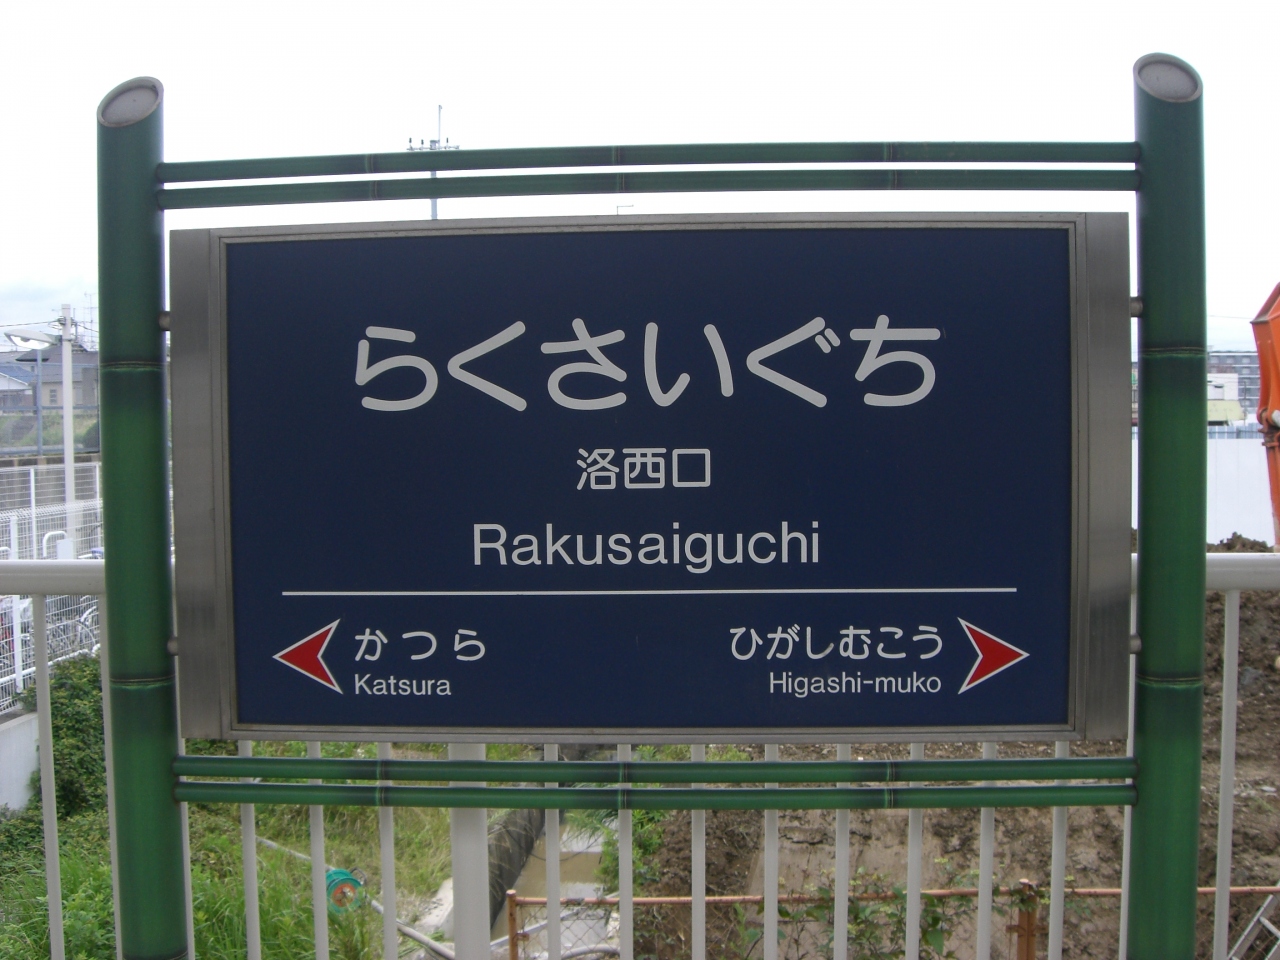 らくさいぐち
洛西口
Rakusaiguchi
かつら
Katsura
ひがしむこう
Higashi-muko